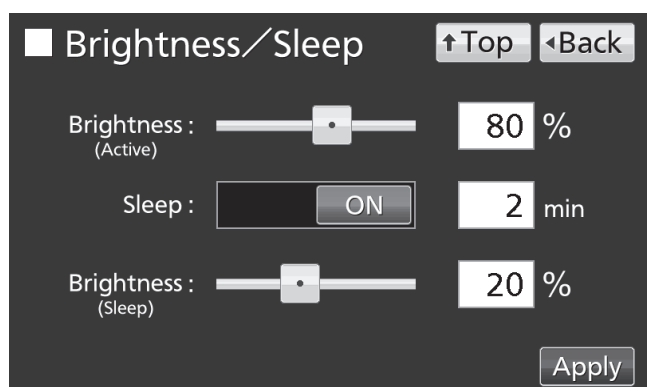 Brightness／Sleep
↑Top
◂Back
Brightness : 80 %
(Active)
Sleep : ON 2 min
Brightness : 20 %
(Sleep)
Apply